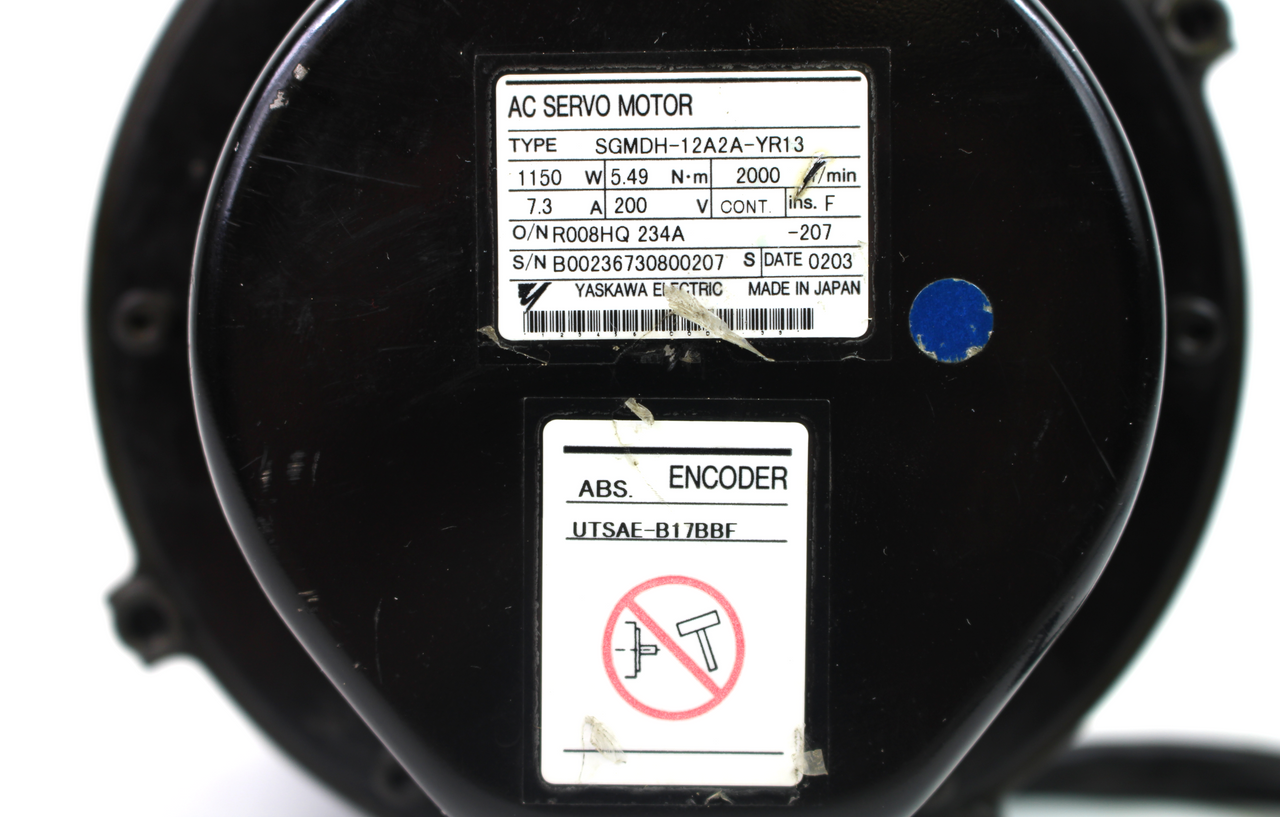 AC SERVO MOTOR
TYPE SGMDH-12A2A-YR13
1150 W 5.49 N·m 2000 /min
7.3 A 200 V CONT. ins. F
O/N R008HQ 234A -207
S/N B00236730800207 S DATE 0203
YASKAWA ELECTRIC MADE IN JAPAN
ABS. ENCODER
UTSAE-B17BBF